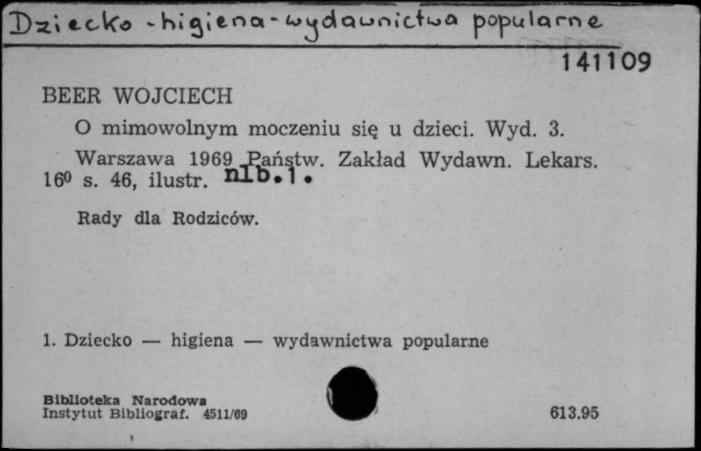 Dziecko - higiena - wydawnictwa popularne
141109
BEER WOJCIECH
O mimowolnym moczeniu się u dzieci. Wyd. 3.
Warszawa 1969 Państw. Zakład Wydawn. Lekars.
16⁰ s. 46, ilustr. nlb. 1.
Rady dla Rodziców.
1. Dziecko — higiena — wydawnictwa popularne
Biblioteka Narodowa
Instytut Bibliograf. 4511/69
613.95